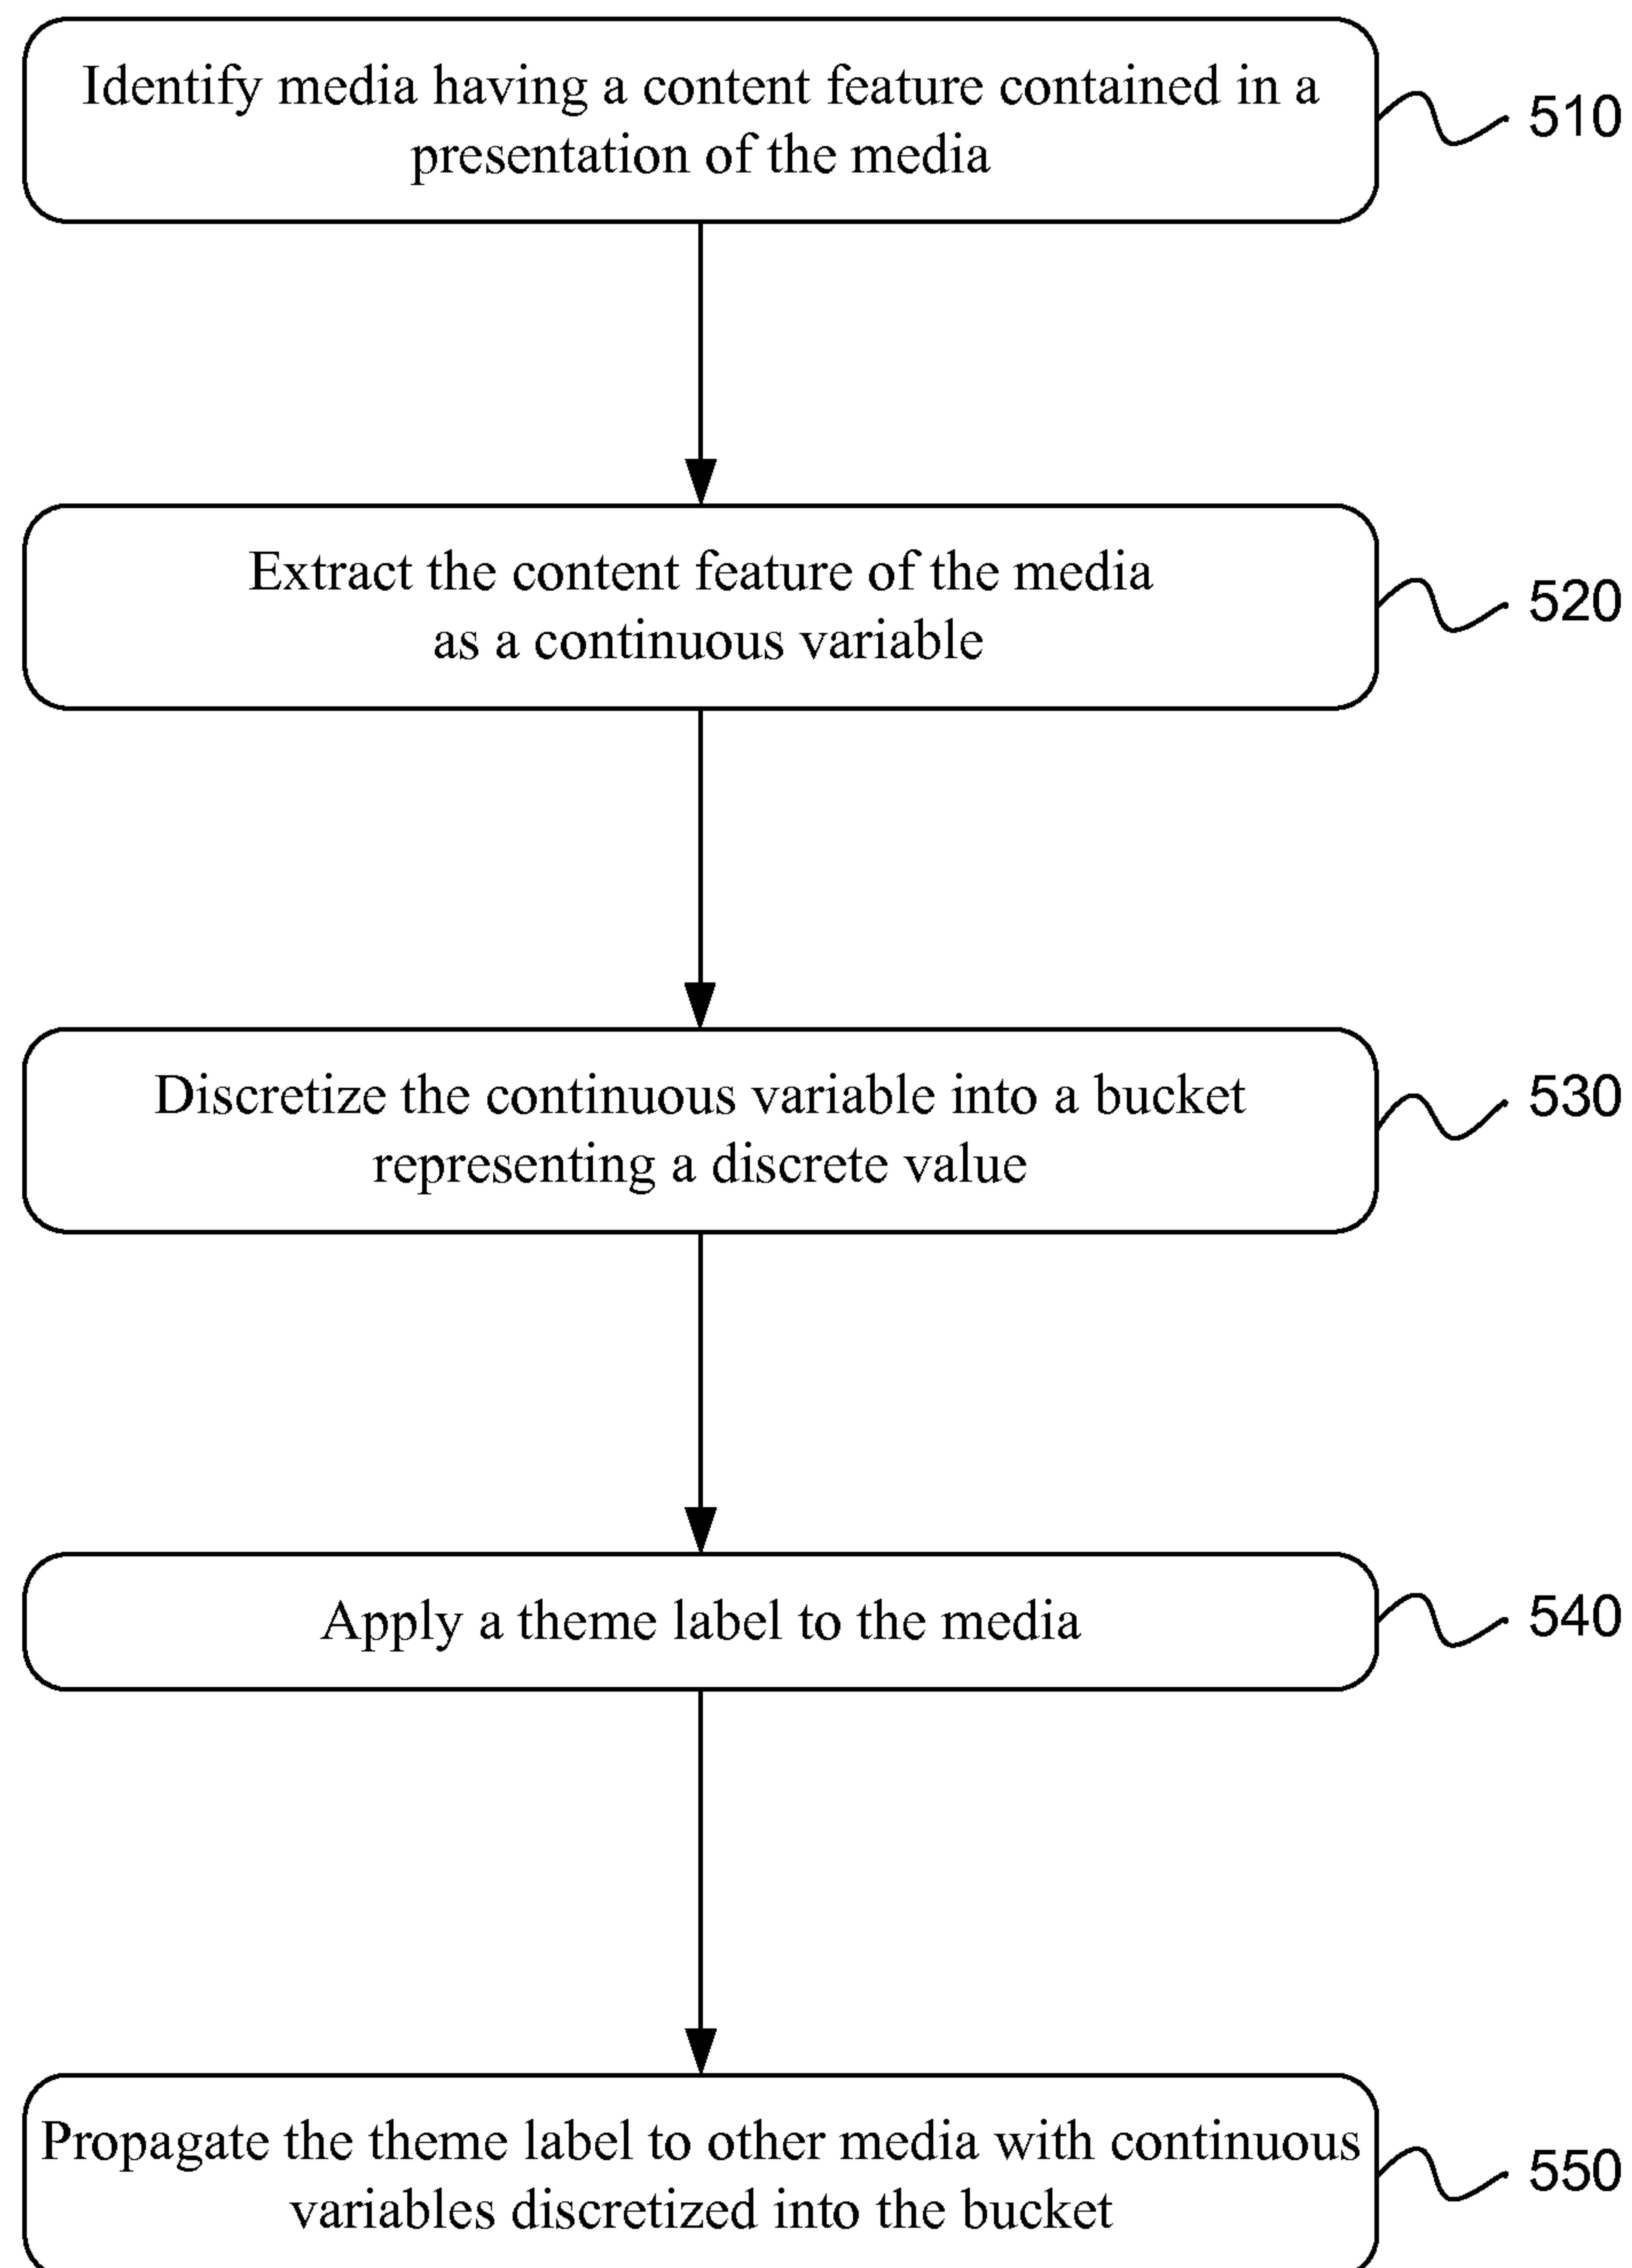 Identify media having a content feature contained in a
presentation of the media
510
Extract the content feature of the media
as a continuous variable
520
Discretize the continuous variable into a bucket
representing a discrete value
530
Apply a theme label to the media
540
Propagate the theme label to other media with continuous
variables discretized into the bucket
550